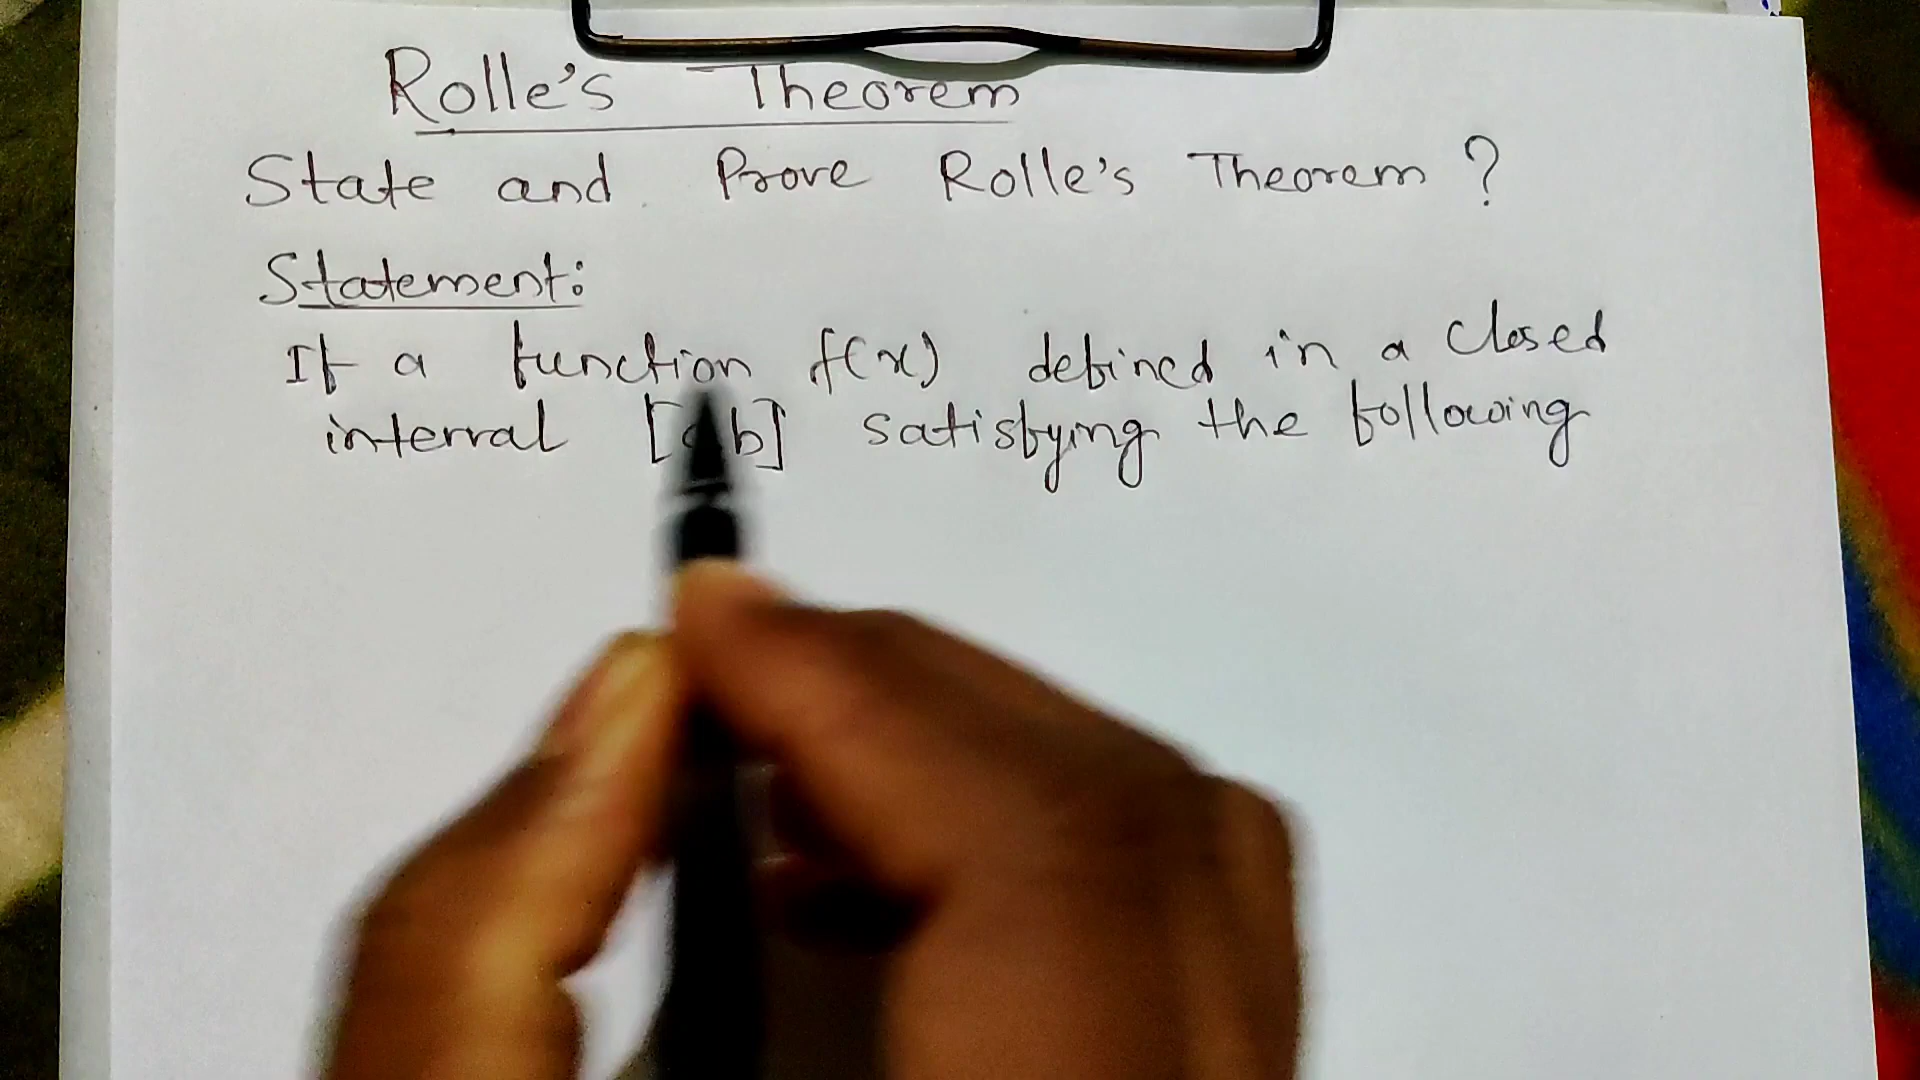 Rolle's Theorem
State and Prove Rolle's Theorem ?
Statement:
If a function f(x) defined in a closed
interval [a b] satisfying the following